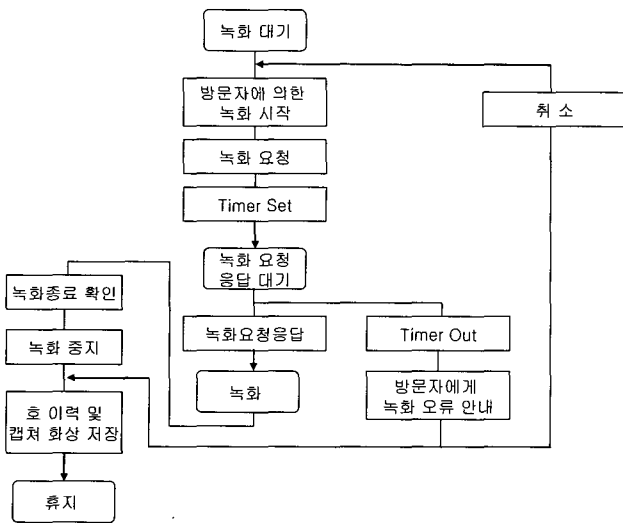 녹화 대기
방문자에 의한
녹화 시작
취 소
녹화 요청
Timer Set
녹화 요청
응답 대기
녹화종료 확인
녹화요청응답
Timer Out
녹화 중지
녹화
방문자에게
녹화 오류 안내
호 이력 및
캡쳐 화상 저장
휴지